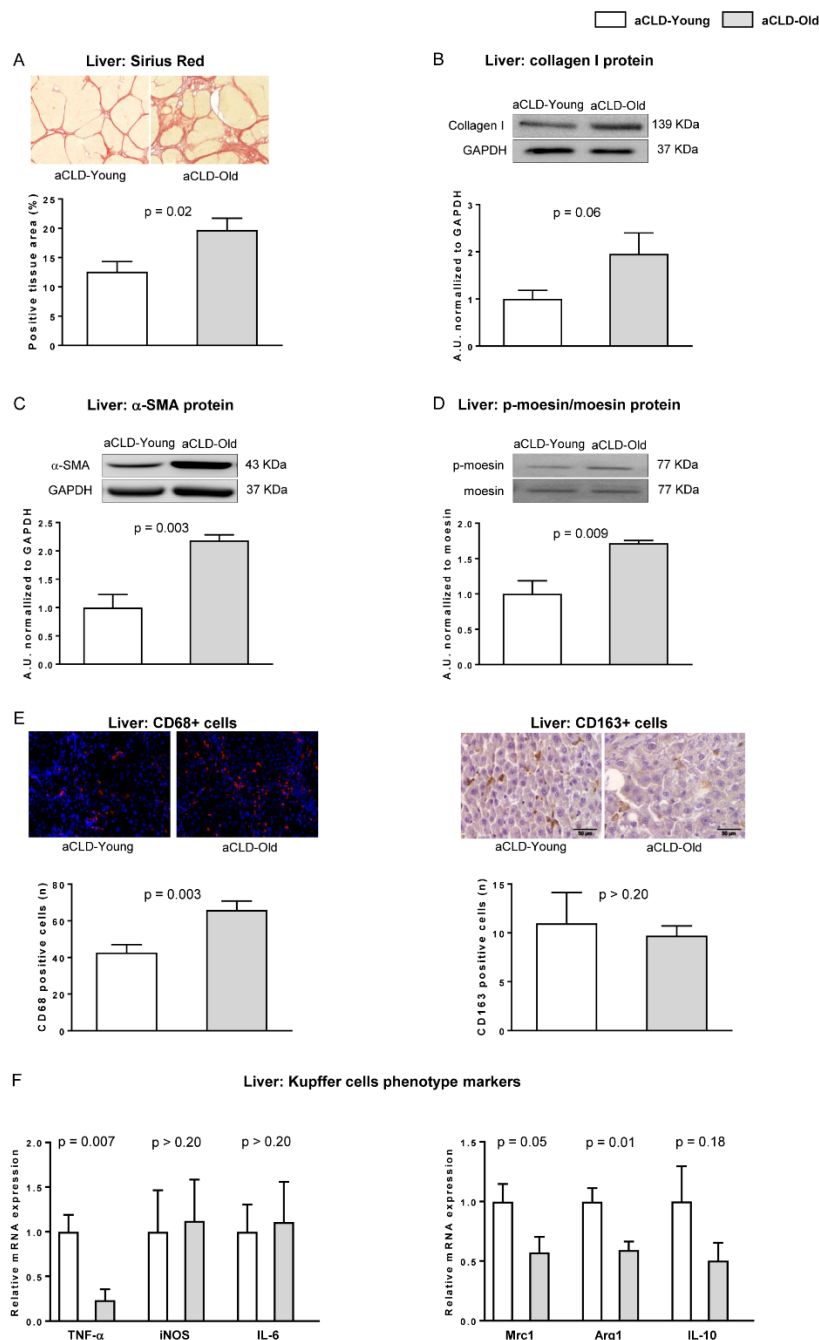 aCLD-Young aCLD-Old
A Liver: Sirius Red
aCLD-Young aCLD-Old
Positive tissue area (%)
25
20
15
10
5
0
p = 0.02
B Liver: collagen I protein
aCLD-Young aCLD-Old
Collagen I 139 KDa
GAPDH 37 KDa
A.U. normallized to GAPDH
3
2
1
0
p = 0.06
C Liver: α-SMA protein
aCLD-Young aCLD-Old
α-SMA 43 KDa
GAPDH 37 KDa
A.U. normallized to GAPDH
2.5
2.0
1.5
1.0
0.5
0.0
p = 0.003
D Liver: p-moesin/moesin protein
aCLD-Young aCLD-Old
p-moesin 77 KDa
moesin 77 KDa
A.U. normallized to moesin
2.0
1.5
1.0
0.5
0.0
p = 0.009
E Liver: CD68+ cells
aCLD-Young aCLD-Old
CD68 positive cells (n)
80
60
40
20
0
p = 0.003
Liver: CD163+ cells
50 µm 50 µm
aCLD-Young aCLD-Old
CD163 positive cells (n)
15
10
5
0
p > 0.20
F Liver: Kupffer cells phenotype markers
Relative mRNA expression
2.0
1.5
1.0
0.5
0.0
p = 0.007 p > 0.20 p > 0.20
TNF-α iNOS IL-6
Relative mRNA expression
1.5
1.0
0.5
0.0
p = 0.05 p = 0.01 p = 0.18
Mrc1 Arg1 IL-10